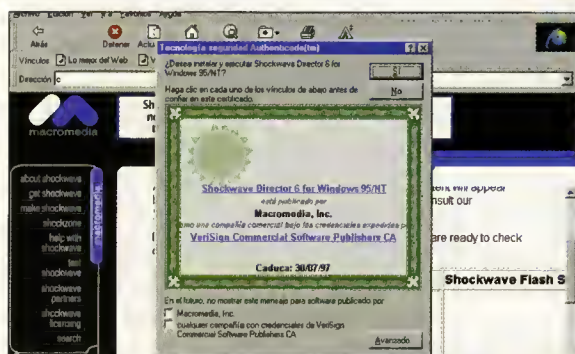 Archivo Edición Ver Ir a Favoritos Ayuda
Atrás
Detener
Vínculos
Lo mejor del Web
Dirección
Tecnología seguridad Authenticode(tm)
¿Desea instalar y ejecutar Shockwave Director 6 for
Windows 95/NT?
Haga clic en cada uno de los vínculos de abajo antes de
confiar en este certificado.
Sí
No
Shockwave Director 6 for Windows 95/NT
está publicado por
Macromedia, Inc.
como una compañía comercial bajo las credenciales expedidas
VeriSign Commercial Software Publishers CA
Caduca: 30/07/97
En el futuro, no mostrar este mensaje para software publicado por
Macromedia, Inc.
cualquier compañía con credenciales de VeriSign
Commercial Software Publishers CA
Avanzado
macromedia
about shockwave
get shockwave
make shockwave
shockzone
help with
shockwave
test
shockwave
shockwave
partners
shockwave
licensing
search
will appear
nsult our
are ready to check
Shockwave Flash S